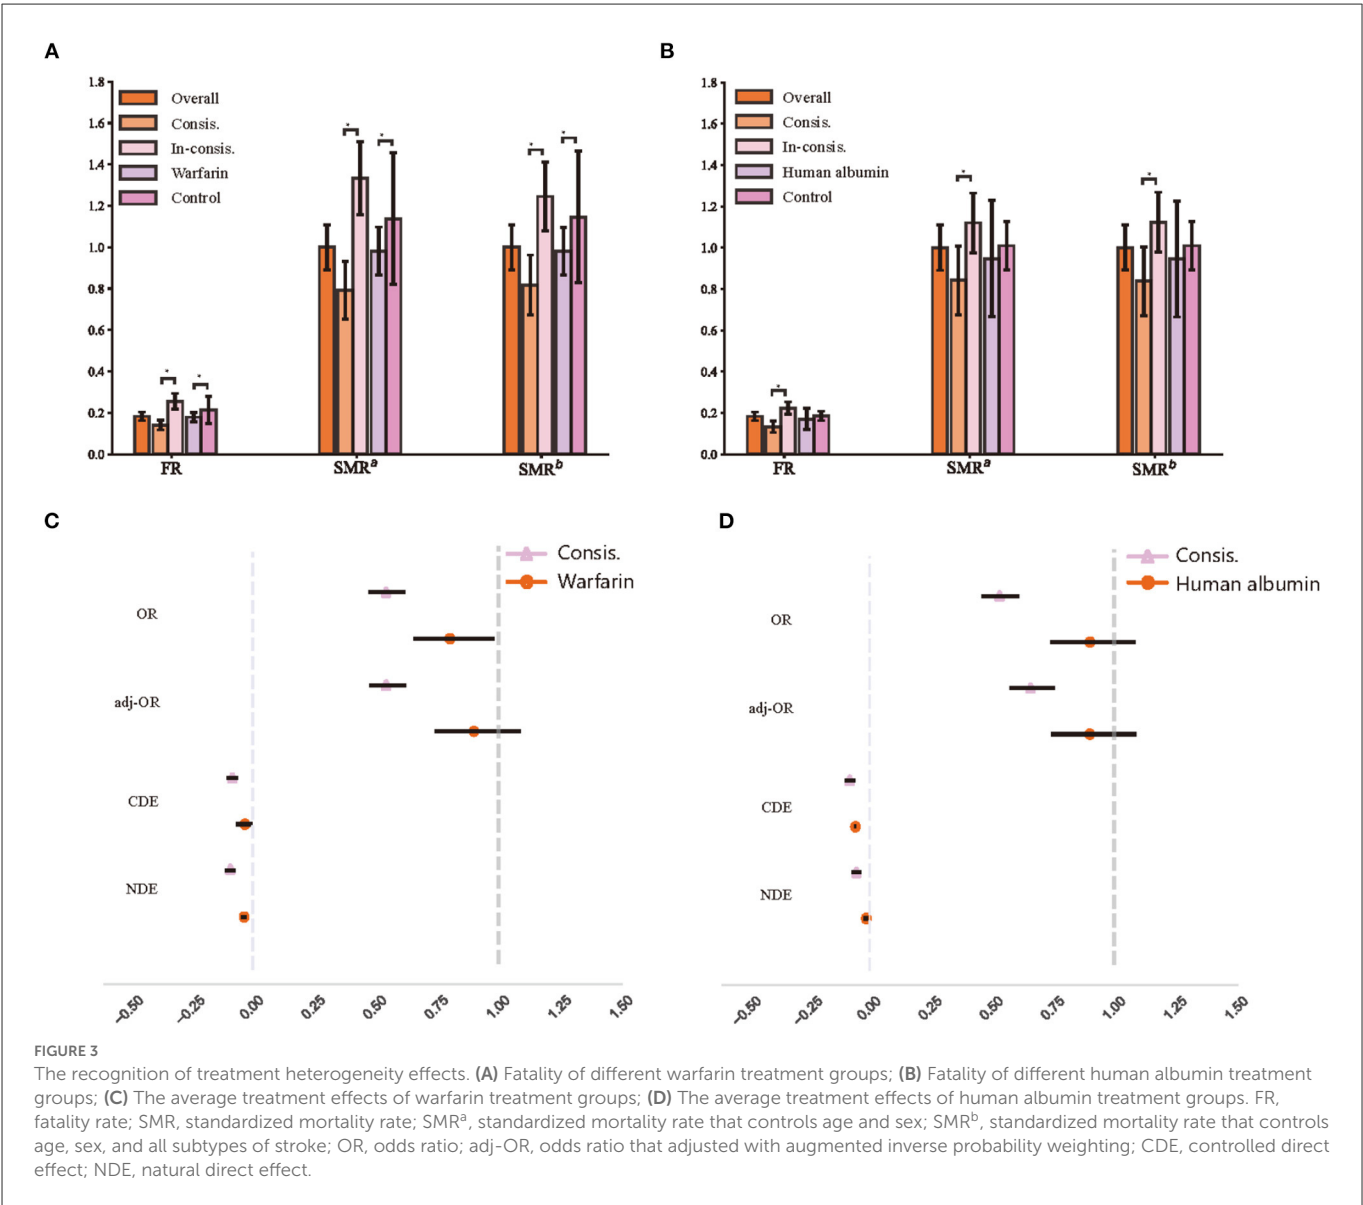 A
1.8
1.6
1.4
1.2
1.0
0.8
0.6
0.4
0.2
0.0
Overall
Consis.
In-consis.
Warfarin
Control
*
*
*
*
*
*
FR
SMRᵃ
SMRᵇ
B
1.8
1.6
1.4
1.2
1.0
0.8
0.6
0.4
0.2
0.0
Overall
Consis.
In-consis.
Human albumin
Control
*
*
*
FR
SMRᵃ
SMRᵇ
C
Consis.
Warfarin
OR
adj-OR
CDE
NDE
−0.50
−0.25
0.00
0.25
0.50
0.75
1.00
1.25
1.50
D
Consis.
Human albumin
OR
adj-OR
CDE
NDE
−0.50
−0.25
0.00
0.25
0.50
0.75
1.00
1.25
1.50
FIGURE 3
The recognition of treatment heterogeneity effects. (A) Fatality of different warfarin treatment groups; (B) Fatality of different human albumin treatment
groups; (C) The average treatment effects of warfarin treatment groups; (D) The average treatment effects of human albumin treatment groups. FR,
fatality rate; SMR, standardized mortality rate; SMRᵃ, standardized mortality rate that controls age and sex; SMRᵇ, standardized mortality rate that controls
age, sex, and all subtypes of stroke; OR, odds ratio; adj-OR, odds ratio that adjusted with augmented inverse probability weighting; CDE, controlled direct
effect; NDE, natural direct effect.